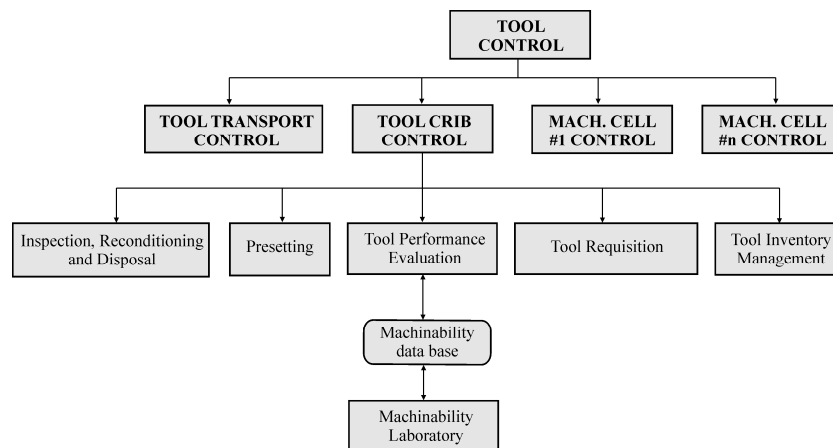 TOOL
CONTROL
TOOL TRANSPORT
CONTROL
TOOL CRIB
CONTROL
MACH. CELL
#1 CONTROL
MACH. CELL
#n CONTROL
Inspection, Reconditioning
and Disposal
Presetting
Tool Performance
Evaluation
Tool Requisition
Tool Inventory
Management
Machinability
data base
Machinability
Laboratory